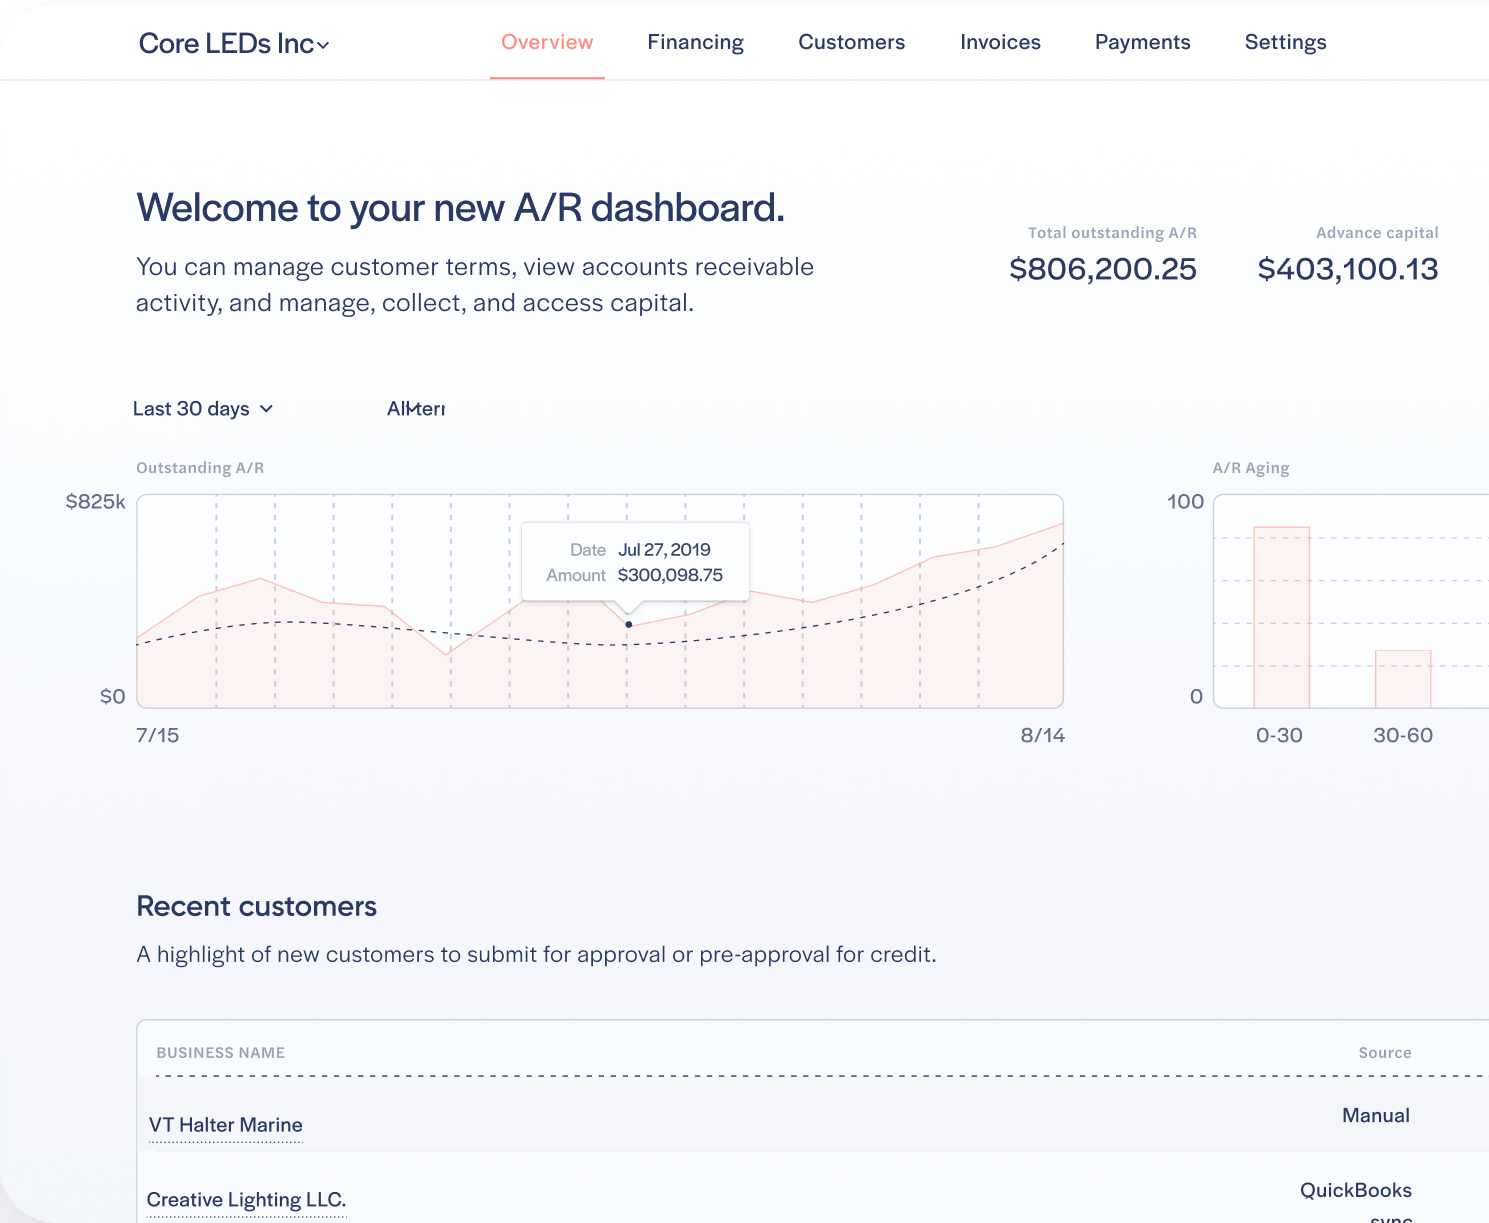 Core LEDs Inc
Overview
Financing
Customers
Invoices
Payments
Settings
Welcome to your new A/R dashboard.
You can manage customer terms, view accounts receivable
activity, and manage, collect, and access capital.
Total outstanding A/R
$806,200.25
Advance capital
$403,100.13
Last 30 days
All
Outstanding A/R
$825k
$0
7/15
8/14
Date Jul 27, 2019
Amount $300,098.75
A/R Aging
100
0
0-30
30-60
Recent customers
A highlight of new customers to submit for approval or pre-approval for credit.
BUSINESS NAME
Source
VT Halter Marine
Manual
Creative Lighting LLC.
QuickBooks
sync